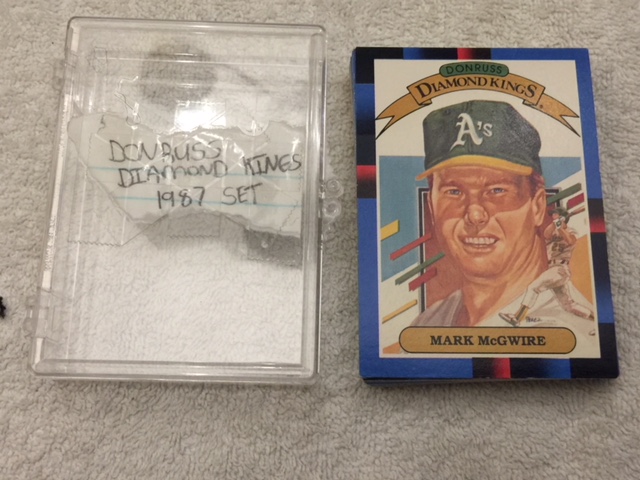 DONRUSS
DIAMOND KINGS
1987 SET
DONRUSS
DIAMOND KINGS
A's
MARK McGWIRE